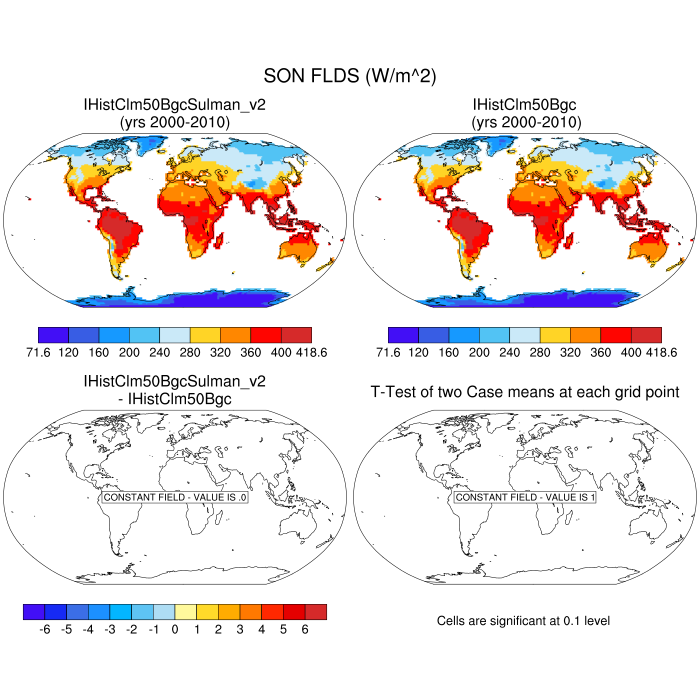 SON FLDS (W/m^2)
IHistClm50BgcSulman_v2
(yrs 2000-2010)
IHistClm50Bgc
(yrs 2000-2010)
71.6 120 160 200 240 280 320 360 400 418.6
71.6 120 160 200 240 280 320 360 400 418.6
IHistClm50BgcSulman_v2
- IHistClm50Bgc
T-Test of two Case means at each grid point
CONSTANT FIELD - VALUE IS .0
CONSTANT FIELD - VALUE IS 1
-6 -5 -4 -3 -2 -1 0 1 2 3 4 5 6
Cells are significant at 0.1 level